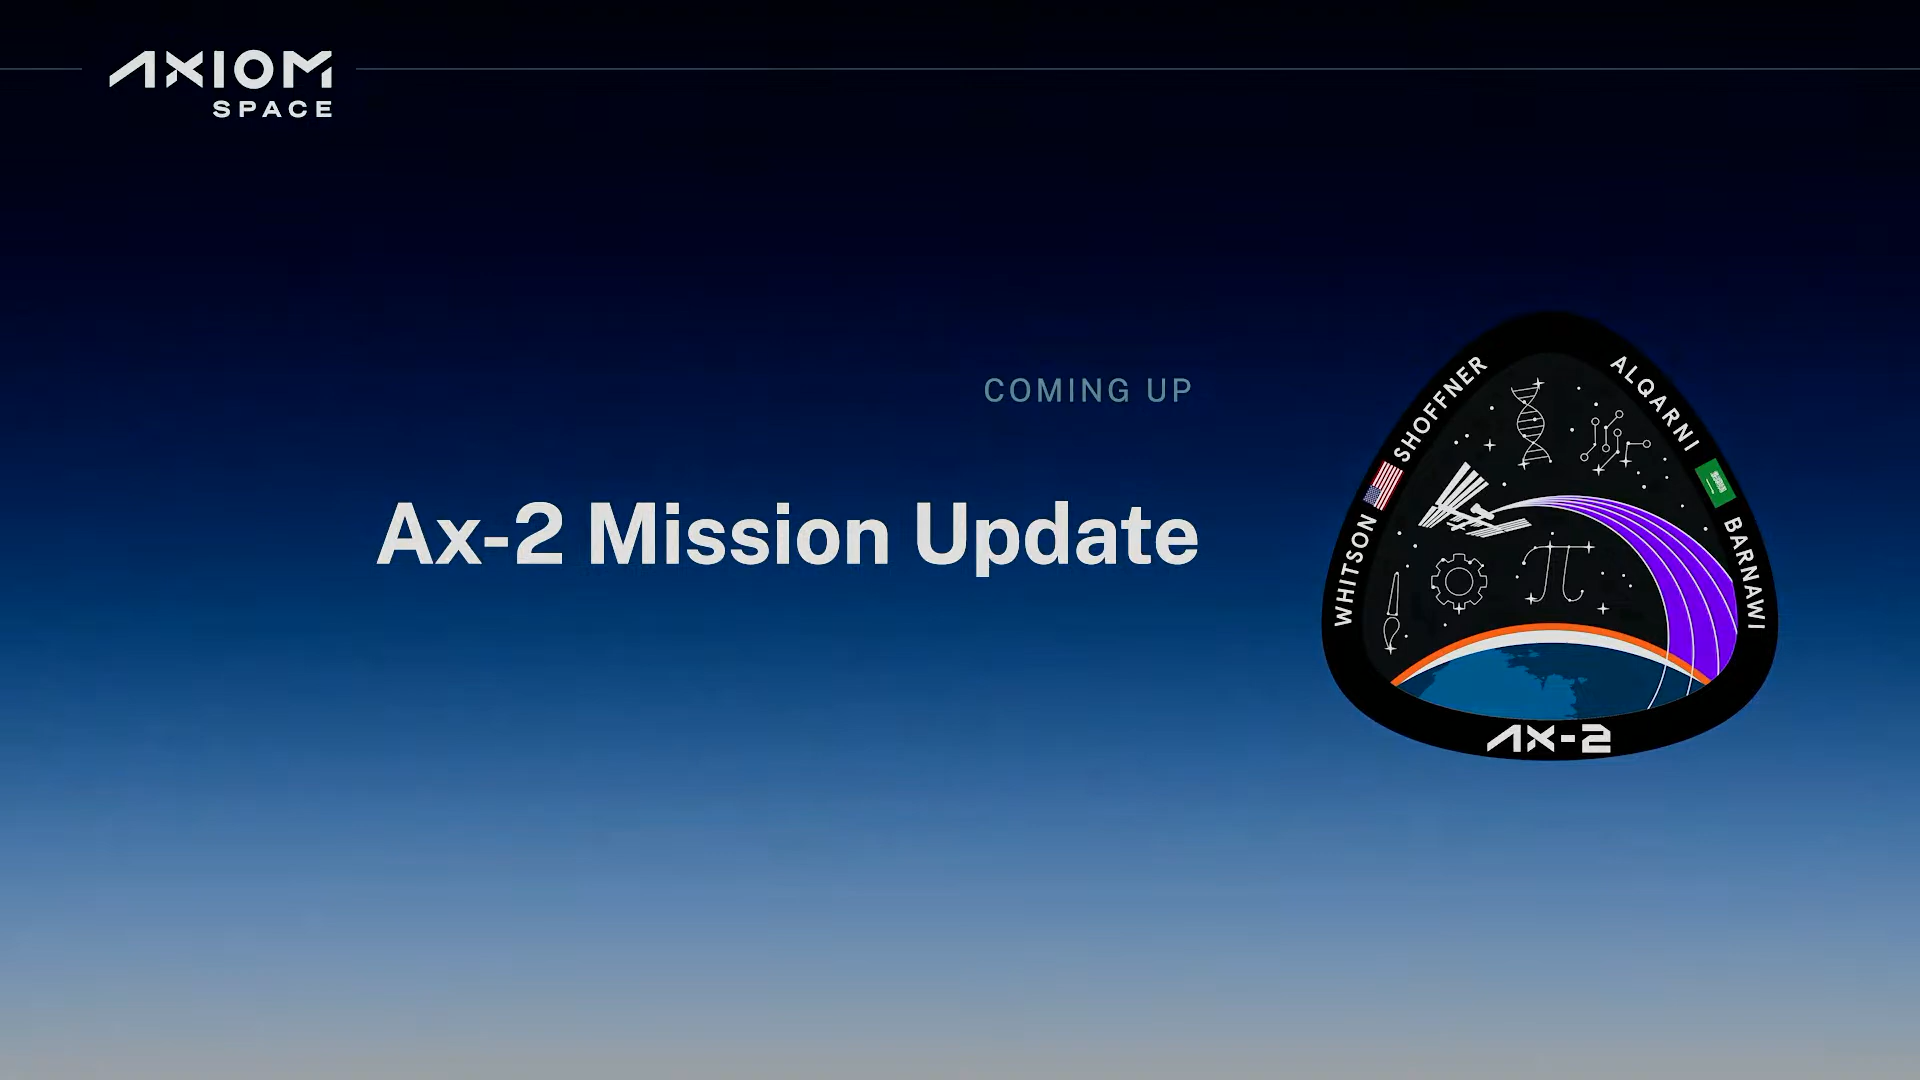 AXIOM
SPACE
COMING UP
Ax-2 Mission Update
WHITSON
SHOFFNER
ALQARNI
BARNAWI
AX-2